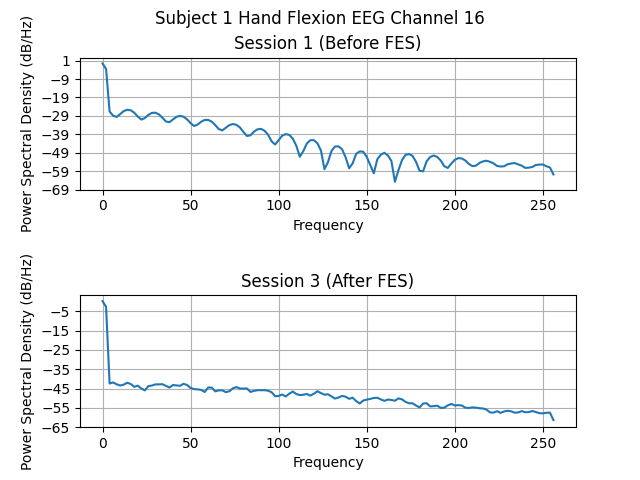 Subject 1 Hand Flexion EEG Channel 16
Session 1 (Before FES)
Power Spectral Density (dB/Hz)
1
−9
−19
−29
−39
−49
−59
−69
0 50 100 150 200 250
Frequency
Session 3 (After FES)
Power Spectral Density (dB/Hz)
−5
−15
−25
−35
−45
−55
−65
0 50 100 150 200 250
Frequency